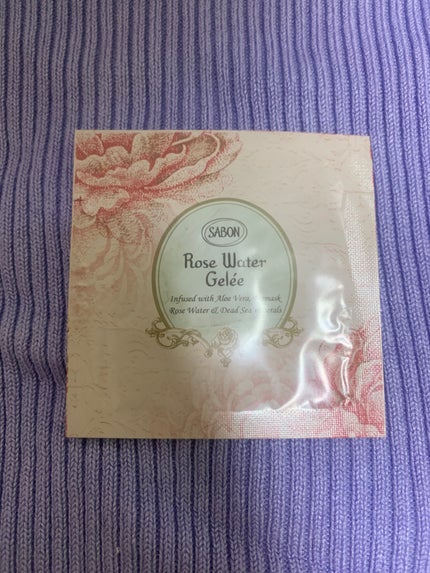 SABON
Rose Water
Gelée
Infused with Aloe Vera,
Rose Water & Dead Sea